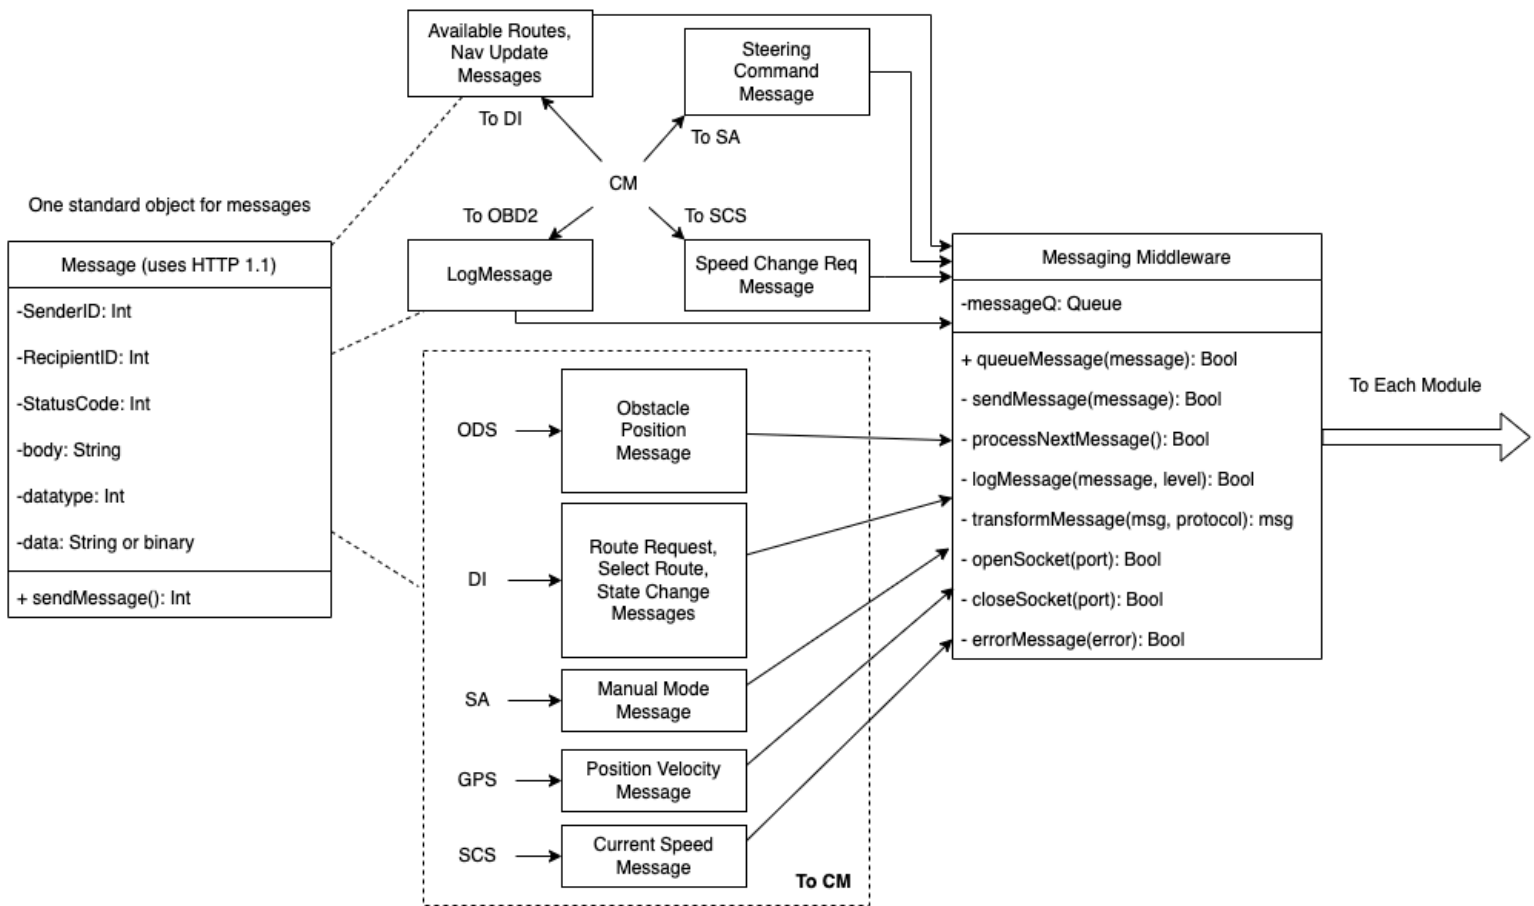 Available Routes,
Nav Update
Messages
Steering
Command
Message
To DI
To SA
CM
One standard object for messages
To OBD2
To SCS
Message (uses HTTP 1.1)
-SenderID: Int
-RecipientID: Int
-StatusCode: Int
-body: String
-datatype: Int
-data: String or binary
+ sendMessage(): Int
LogMessage
Speed Change Req
Message
Messaging Middleware
-messageQ: Queue
+ queueMessage(message): Bool
- sendMessage(message): Bool
- processNextMessage(): Bool
- logMessage(message, level): Bool
- transformMessage(msg, protocol): msg
- openSocket(port): Bool
- closeSocket(port): Bool
- errorMessage(error): Bool
To Each Module
ODS
Obstacle
Position
Message
DI
Route Request,
Select Route,
State Change
Messages
SA
Manual Mode
Message
GPS
Position Velocity
Message
SCS
Current Speed
Message
To CM